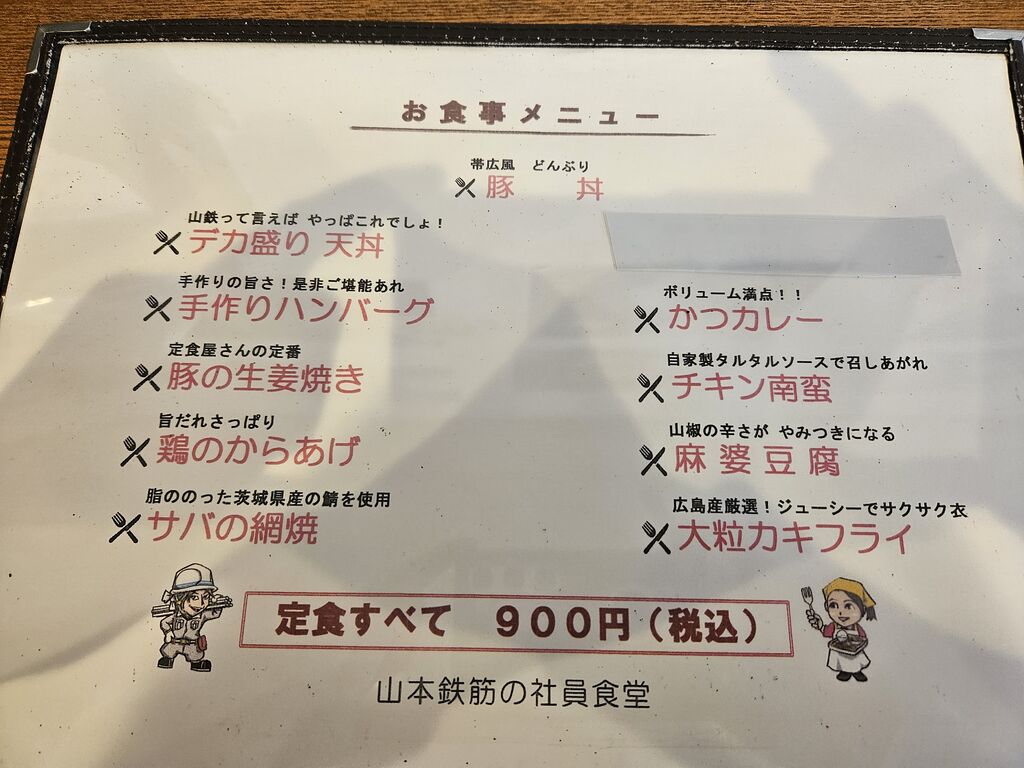 お食事メニュー
帯広風 どんぶり
豚 丼
山鉄って言えば やっぱこれでしょ！
デカ盛り 天丼
手作りの旨さ！是非ご堪能あれ
手作りハンバーグ
定食屋さんの定番
豚の生姜焼き
旨だれさっぱり
鶏のからあげ
脂ののった茨城県産の鯖を使用
サバの網焼
ボリューム満点！！
かつカレー
自家製タルタルソースで召しあがれ
チキン南蛮
山椒の辛さが やみつきになる
麻婆豆腐
広島産厳選！ジューシーでサクサク衣
大粒カキフライ
定食すべて 900円（税込）
山本鉄筋の社員食堂